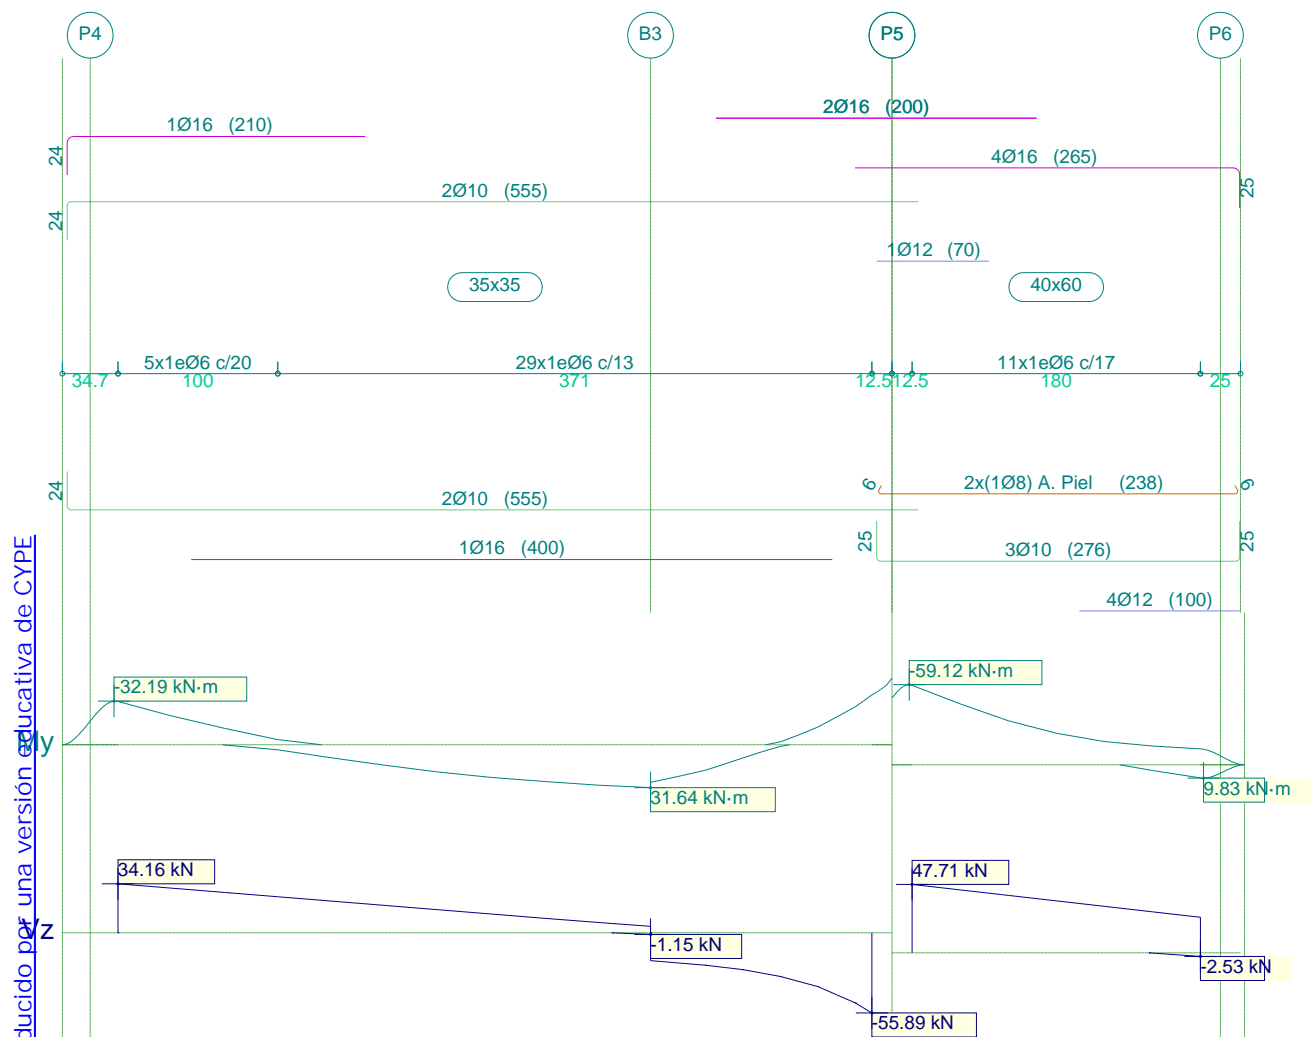 P4
B3
P5
P6
1Ø16 (210)
24
2Ø16 (200)
4Ø16 (265)
25
2Ø10 (555)
24
1Ø12 (70)
35x35
40x60
5x1eØ6 c/20
29x1eØ6 c/13
11x1eØ6 c/17
34.7
100
371
12.5
12.5
180
25
24
2Ø10 (555)
6
2x(1Ø8) A. Piel (238)
6
1Ø16 (400)
25
3Ø10 (276)
25
4Ø12 (100)
ducido por una versión educativa de CYPE
My
-32.19 kN·m
31.64 kN·m
-59.12 kN·m
9.83 kN·m
Vz
34.16 kN
-1.15 kN
-55.89 kN
47.71 kN
-2.53 kN